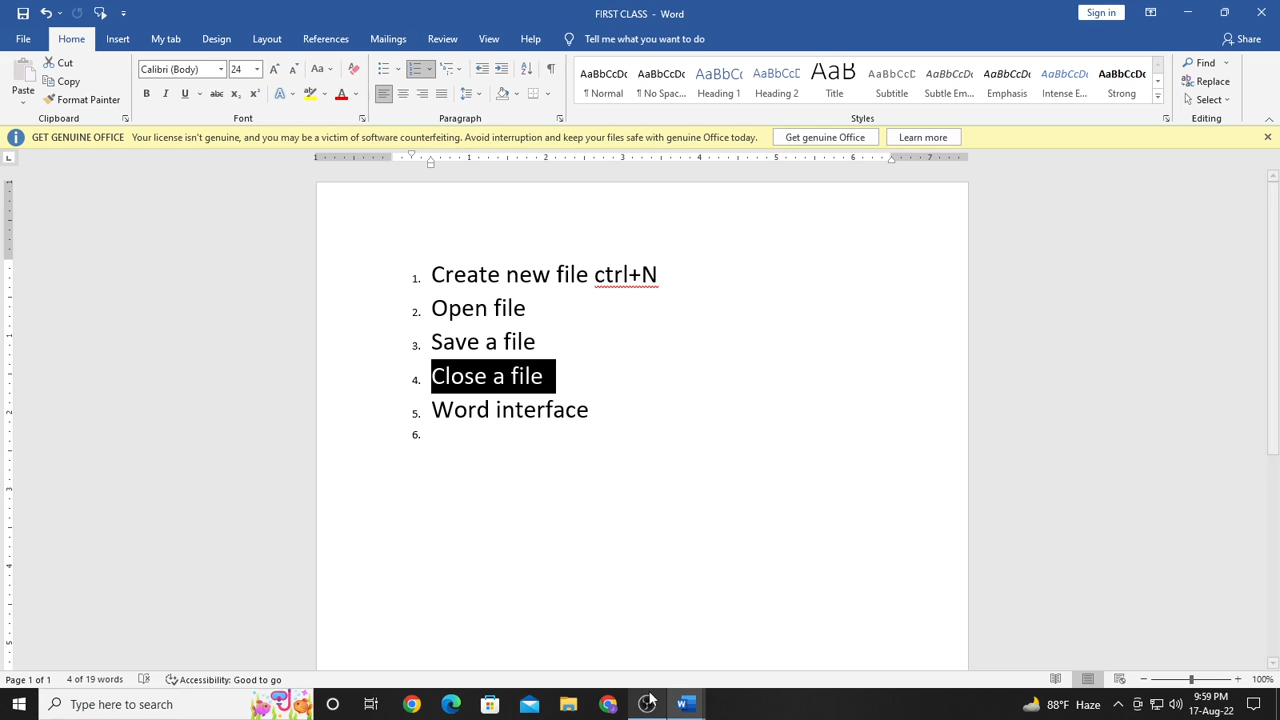 FIRST CLASS - Word
Sign in
File Home Insert My tab Design Layout References Mailings Review View Help Tell me what you want to do Share
Paste
Cut
Copy
Format Painter
Clipboard
Calibri (Body) 24
Font
Paragraph
AaBbCcDc AaBbCcDc AaBbCcD AaBbCcD AaB AaBbCcDc AaBbCcDc AaBbCcDc AaBbCcDc AaBbCcDc
¶ Normal ¶ No Spac... Heading 1 Heading 2 Title Subtitle Subtle Em... Emphasis Intense E... Strong
Styles
Find
Replace
Select
Editing
GET GENUINE OFFICE Your license isn't genuine, and you may be a victim of software counterfeiting. Avoid interruption and keep your files safe with genuine Office today. Get genuine Office Learn more
1. Create new file ctrl+N
2. Open file
3. Save a file
4. Close a file
5. Word interface
6.
Page 1 of 1 4 of 19 words Accessibility: Good to go 100%
Type here to search
88°F Haze
9:59 PM
17-Aug-22